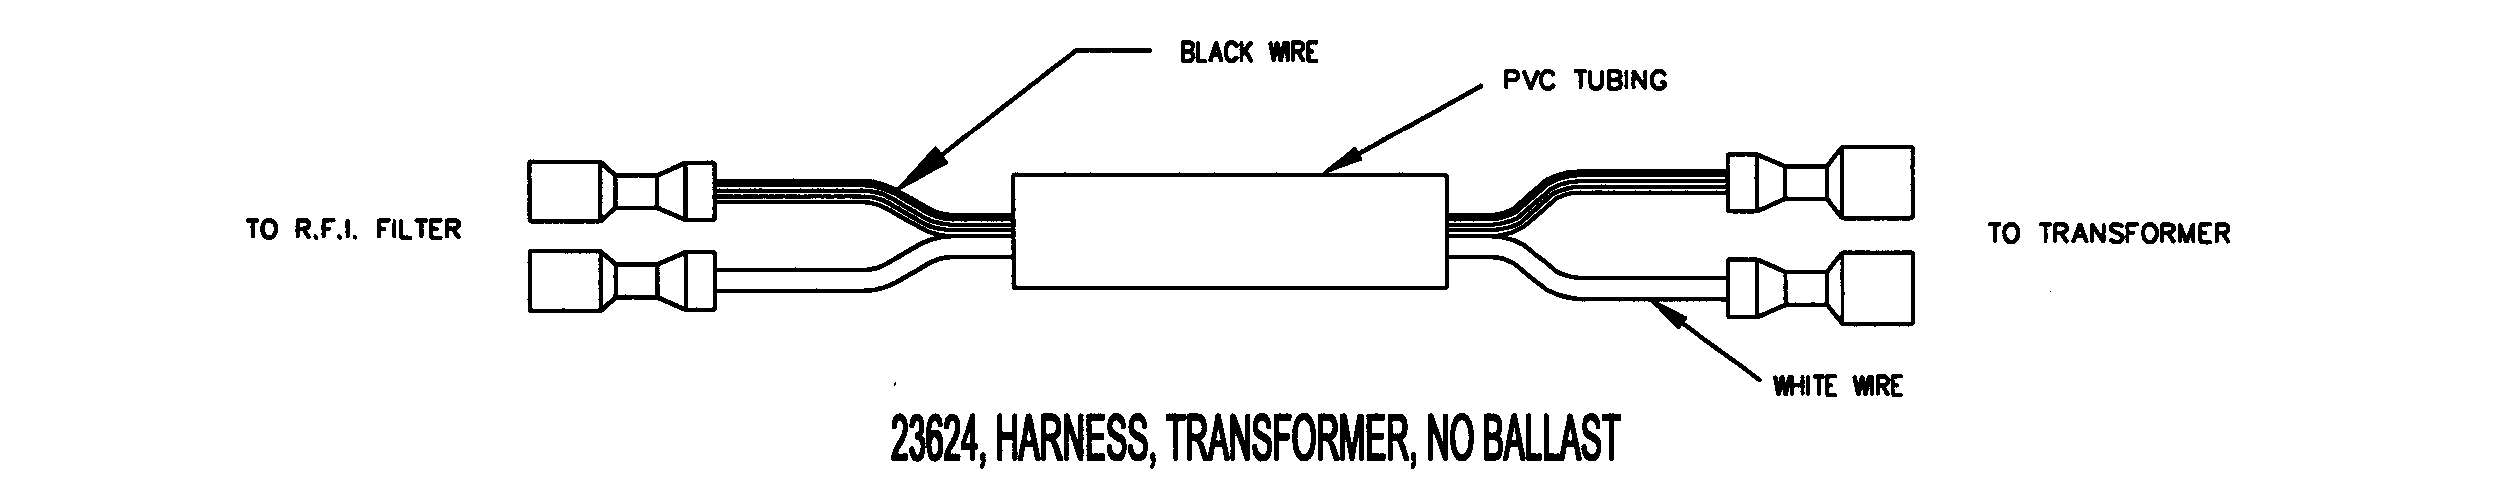 BLACK WIRE
PVC TUBING
TO R.F.I. FILTER
TO TRANSFORMER
WHITE WIRE
23624, HARNESS, TRANSFORMER, NO BALLAST